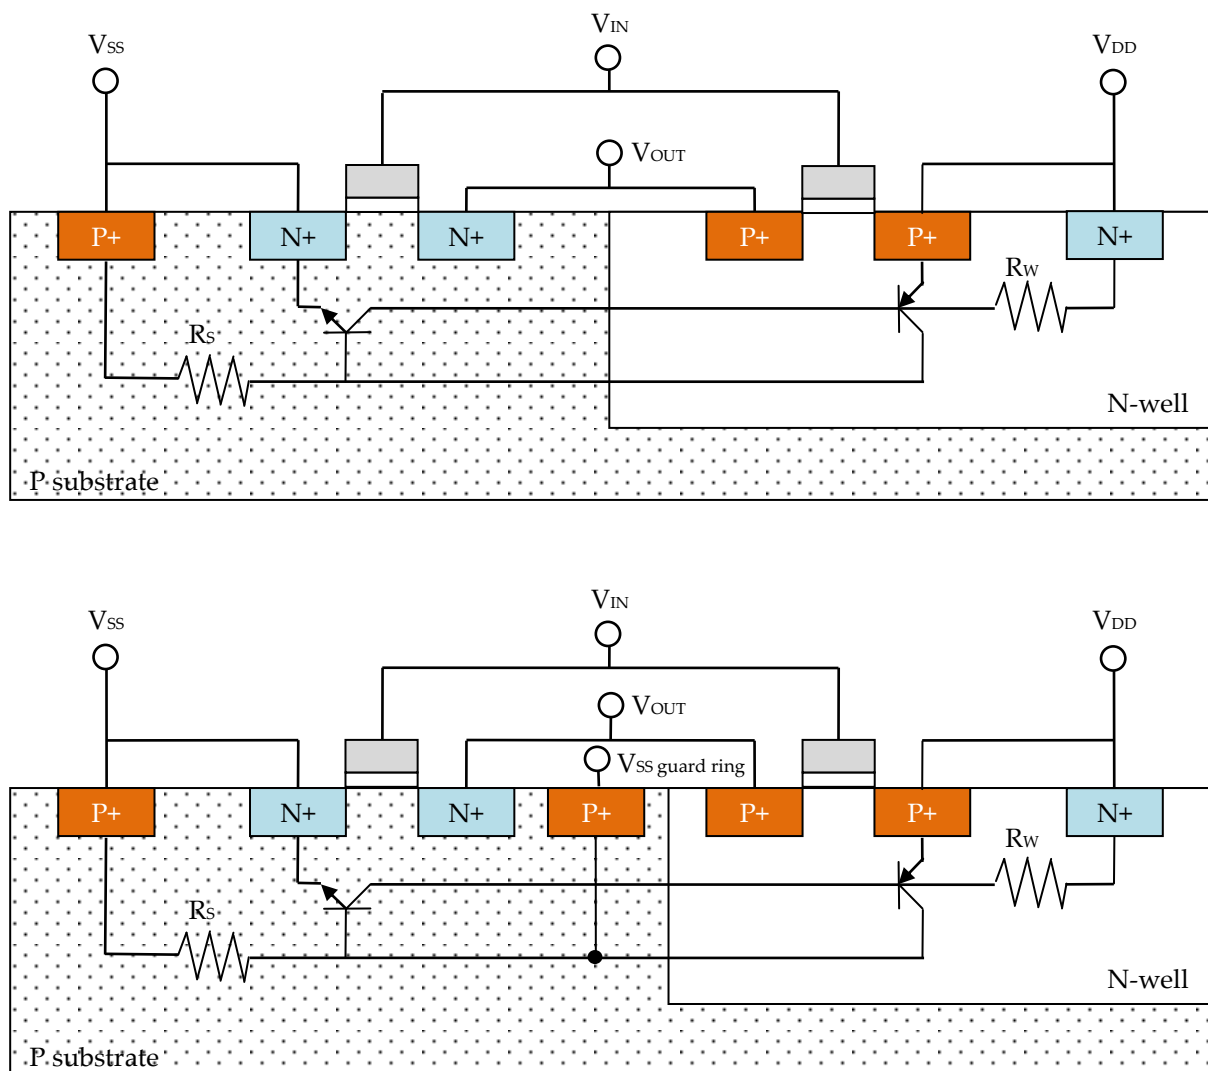 VSS
VIN
VDD
VOUT
P+ N+ N+ P+ P+ N+
RW
RS
N-well
P substrate
VSS
VIN
VDD
VOUT
VSS guard ring
P+ N+ N+ P+ P+ P+ N+
RW
RS
N-well
P substrate